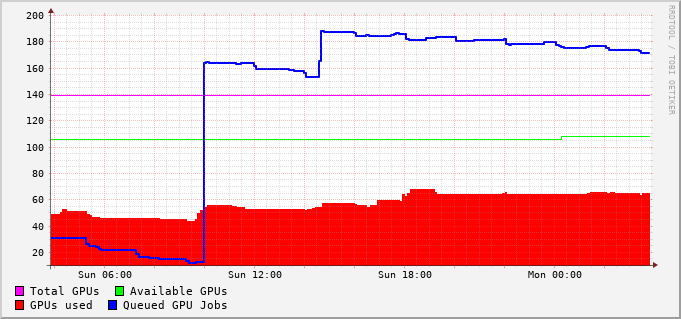 RRDTOOL / TOBI OETIKER
200
180
160
140
120
100
80
60
40
20
Sun 06:00 Sun 12:00 Sun 18:00 Mon 00:00
Total GPUs Available GPUs
GPUs used Queued GPU Jobs